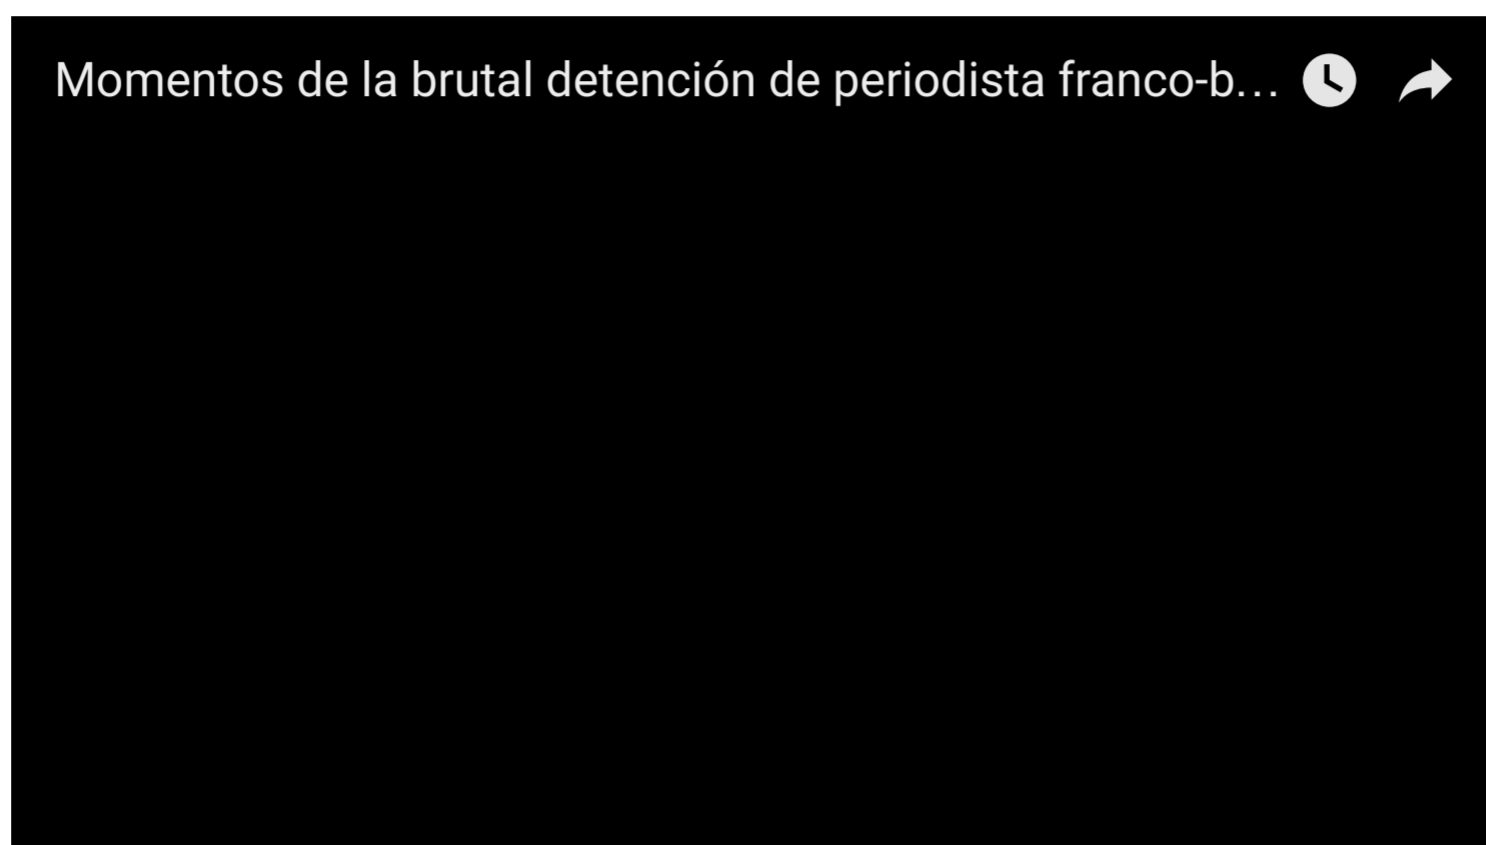 Momentos de la brutal detención de periodista franco-b...